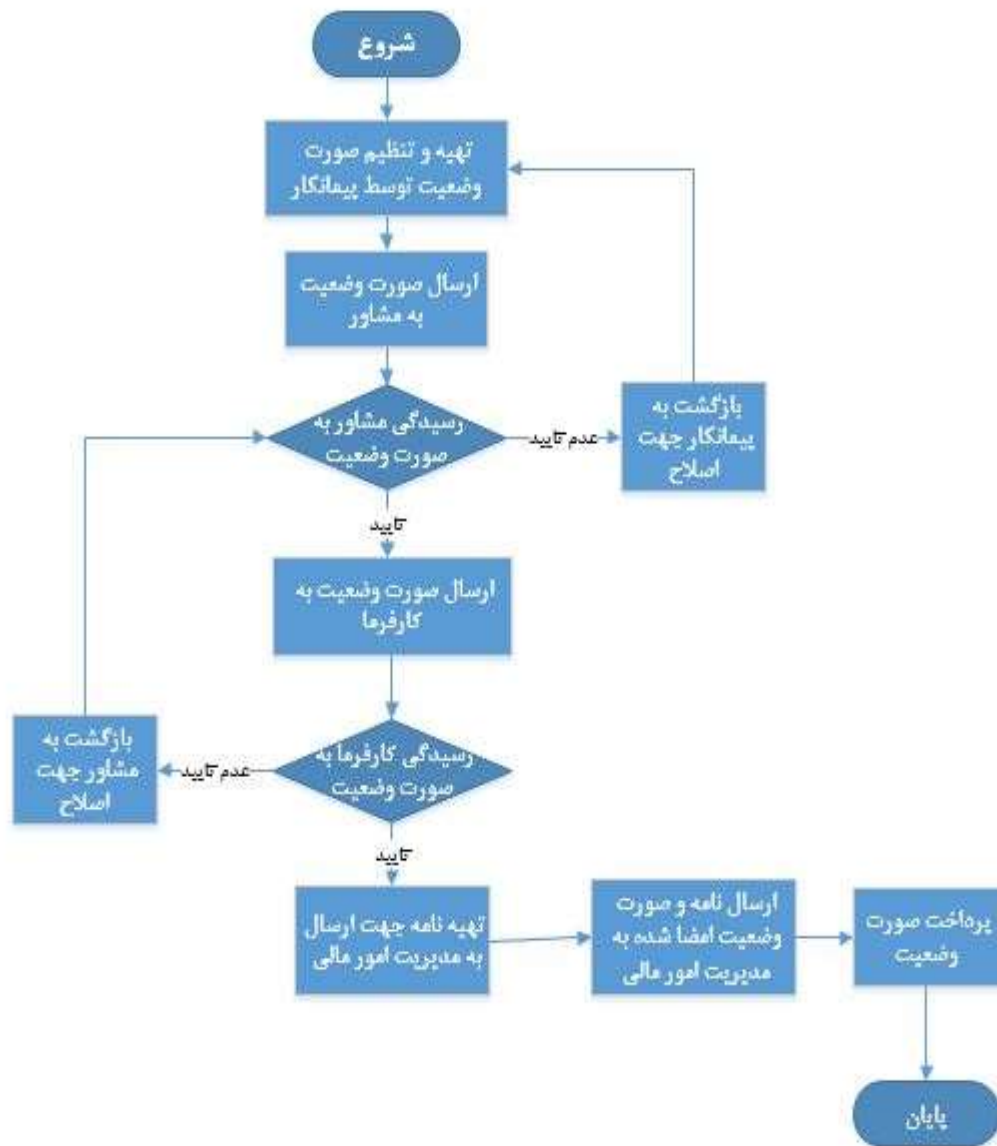 شروع
تهیه و تنظیم صورت
وضعیت توسط پیمانکار
ارسال صورت وضعیت
به مشاور
رسیدگی مشاور به
صورت وضعیت
عدم تایید
بازگشت به
پیمانکار جهت
اصلاح
تایید
ارسال صورت وضعیت به
کارفرما
رسیدگی کارفرما به
صورت وضعیت
عدم تایید
بازگشت به
مشاور جهت
اصلاح
تایید
تهیه نامه جهت ارسال
به مدیریت امور مالی
ارسال نامه و صورت
وضعیت امضا شده به
مدیریت امور مالی
پرداخت صورت
وضعیت
پایان